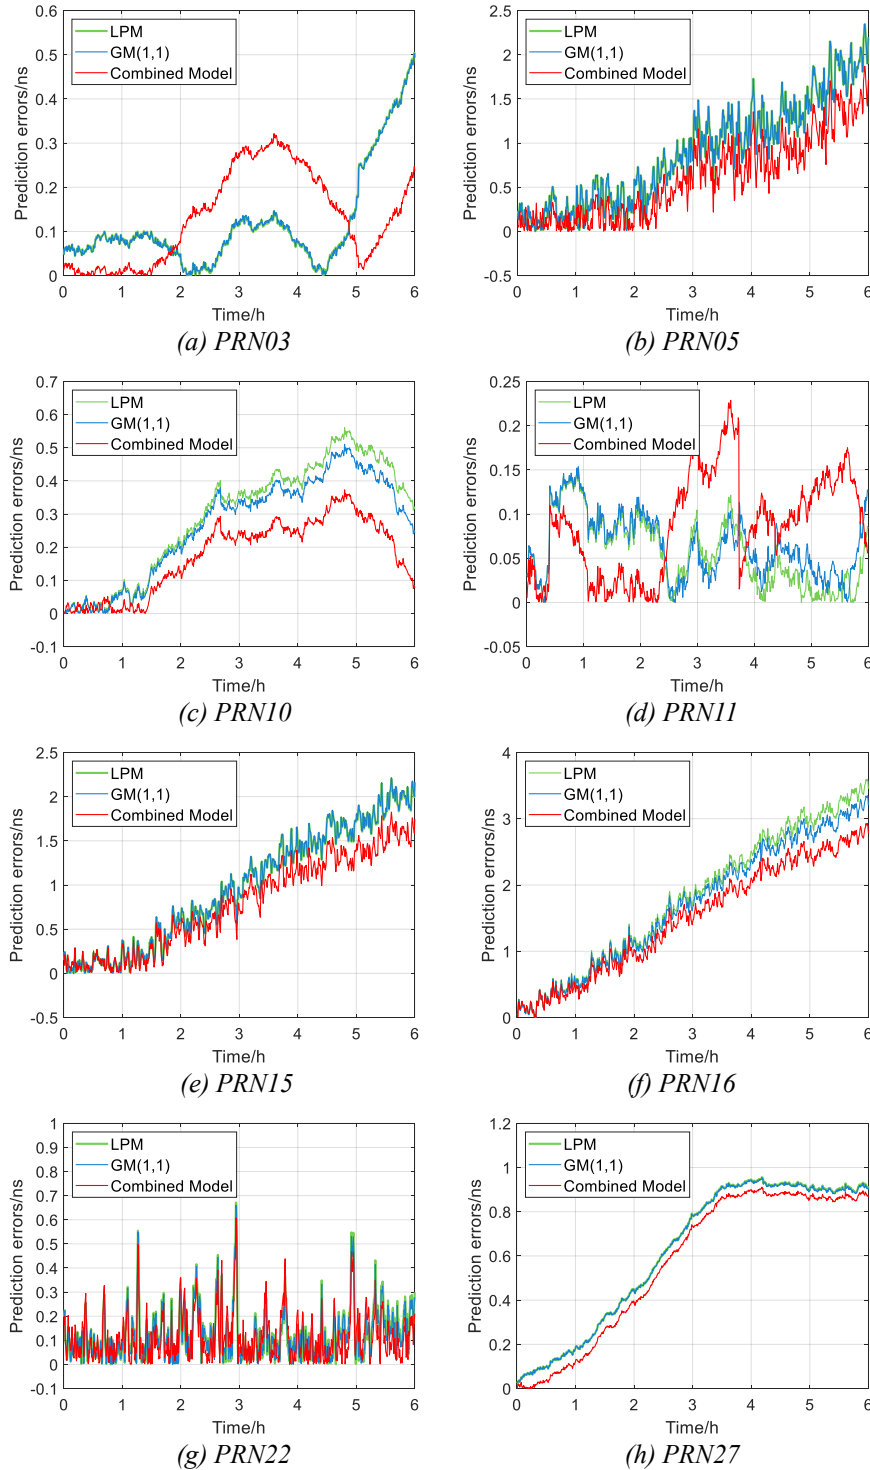 0.6
0.5
0.4
0.3
0.2
0.1
0
Prediction errors/ns
LPM
GM(1,1)
Combined Model
0 1 2 3 4 5 6
Time/h
(a) PRN03
2.5
2
1.5
1
0.5
0
-0.5
Prediction errors/ns
LPM
GM(1,1)
Combined Model
0 1 2 3 4 5 6
Time/h
(b) PRN05
0.7
0.6
0.5
0.4
0.3
0.2
0.1
0
-0.1
Prediction errors/ns
LPM
GM(1,1)
Combined Model
0 1 2 3 4 5 6
Time/h
(c) PRN10
0.25
0.2
0.15
0.1
0.05
0
-0.05
Prediction errors/ns
LPM
GM(1,1)
Combined Model
0 1 2 3 4 5 6
Time/h
(d) PRN11
2.5
2
1.5
1
0.5
0
-0.5
Prediction errors/ns
LPM
GM(1,1)
Combined Model
0 1 2 3 4 5 6
Time/h
(e) PRN15
4
3
2
1
0
Prediction errors/ns
LPM
GM(1,1)
Combined Model
0 1 2 3 4 5 6
Time/h
(f) PRN16
1
0.9
0.8
0.7
0.6
0.5
0.4
0.3
0.2
0.1
0
-0.1
Prediction errors/ns
LPM
GM(1,1)
Combined Model
0 1 2 3 4 5 6
Time/h
(g) PRN22
1.2
1
0.8
0.6
0.4
0.2
0
Prediction errors/ns
LPM
GM(1,1)
Combined Model
0 1 2 3 4 5 6
Time/h
(h) PRN27